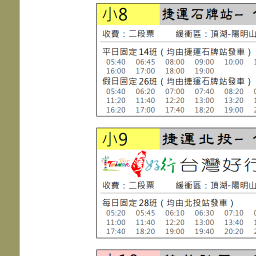 小8 捷運石牌站－
收費：二段票 緩衝區：頂湖-陽明山
平日固定14班（均由捷運石牌站發車）
05:40 06:45 08:00 09:00 10:00
16:00 17:00 18:00 19:00
假日固定26班（均由捷運石牌站發車）
05:40 06:20 07:00 07:40 08:20
11:20 11:40 12:20 13:00 13:20
16:20 17:00 17:40 18:20 19:00
小9 捷運北投－
好行 台灣好行
收費：二段票 緩衝區：頂湖-陽明山
每日固定28班（均由北投站發車）
05:20 05:45 06:10 06:30 07:10
11:00 11:40 12:20 13:00 13:40
17:40 18:20 19:00 19:40 20:20